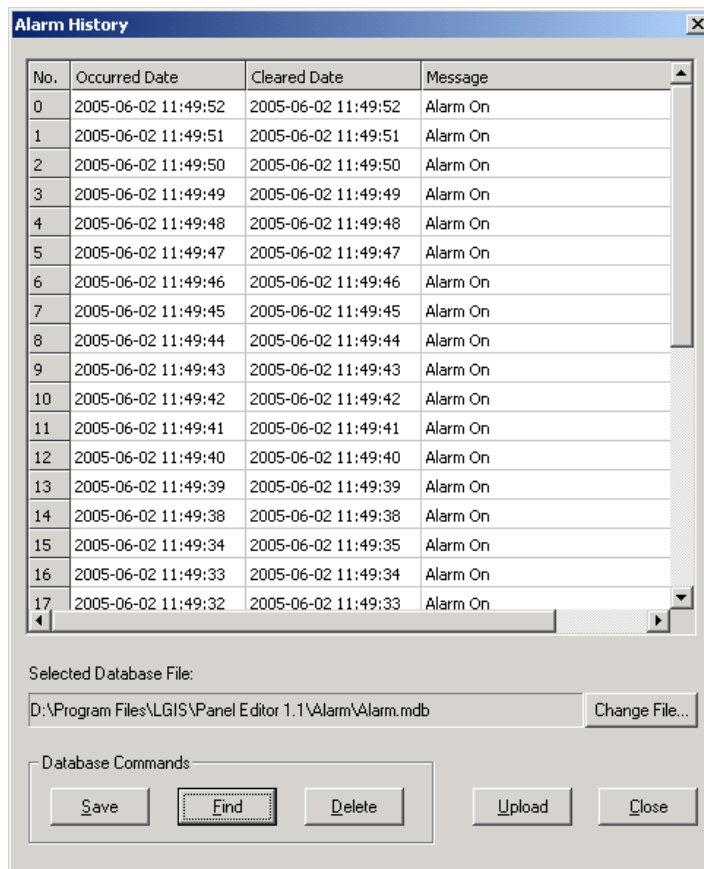 Alarm History
No. Occurred Date Cleared Date Message
0 2005-06-02 11:49:52 2005-06-02 11:49:52 Alarm On
1 2005-06-02 11:49:51 2005-06-02 11:49:51 Alarm On
2 2005-06-02 11:49:50 2005-06-02 11:49:50 Alarm On
3 2005-06-02 11:49:49 2005-06-02 11:49:49 Alarm On
4 2005-06-02 11:49:48 2005-06-02 11:49:48 Alarm On
5 2005-06-02 11:49:47 2005-06-02 11:49:47 Alarm On
6 2005-06-02 11:49:46 2005-06-02 11:49:46 Alarm On
7 2005-06-02 11:49:45 2005-06-02 11:49:45 Alarm On
8 2005-06-02 11:49:44 2005-06-02 11:49:44 Alarm On
9 2005-06-02 11:49:43 2005-06-02 11:49:43 Alarm On
10 2005-06-02 11:49:42 2005-06-02 11:49:42 Alarm On
11 2005-06-02 11:49:41 2005-06-02 11:49:41 Alarm On
12 2005-06-02 11:49:40 2005-06-02 11:49:40 Alarm On
13 2005-06-02 11:49:39 2005-06-02 11:49:39 Alarm On
14 2005-06-02 11:49:38 2005-06-02 11:49:38 Alarm On
15 2005-06-02 11:49:34 2005-06-02 11:49:35 Alarm On
16 2005-06-02 11:49:33 2005-06-02 11:49:34 Alarm On
17 2005-06-02 11:49:32 2005-06-02 11:49:33 Alarm On
Selected Database File:
D:\Program Files\LGIS\Panel Editor 1.1\Alarm\Alarm.mdb Change File...
Database Commands
Save Find Delete Upload Close